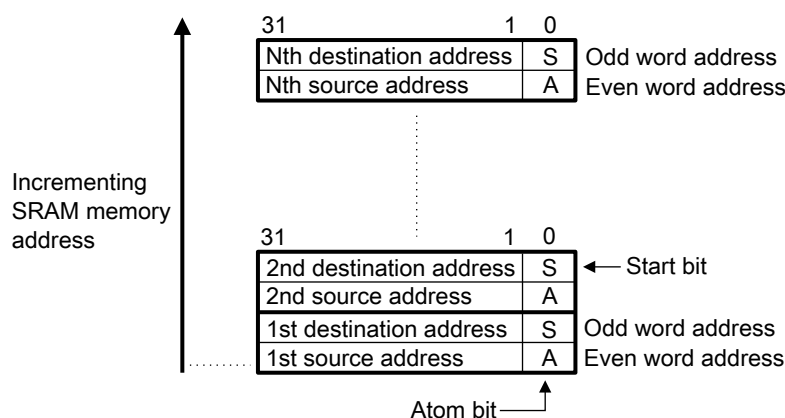 31 1 0
Nth destination address S Odd word address
Nth source address A Even word address
Incrementing
SRAM memory
address
31 1 0
2nd destination address S Start bit
2nd source address A
1st destination address S Odd word address
1st source address A Even word address
Atom bit